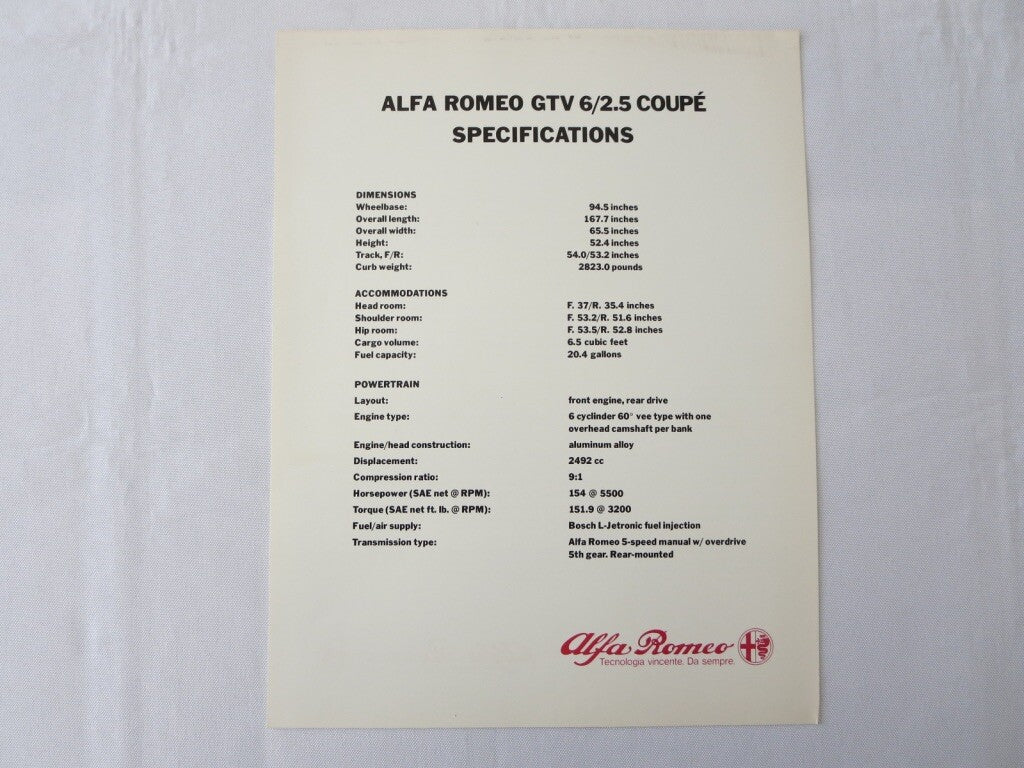 ALFA ROMEO GTV 6/2.5 COUPÉ
SPECIFICATIONS
DIMENSIONS
Wheelbase: 94.5 inches
Overall length: 167.7 inches
Overall width: 65.5 inches
Height: 52.4 inches
Track, F/R: 54.0/53.2 inches
Curb weight: 2823.0 pounds
ACCOMMODATIONS
Head room: F. 37/R. 35.4 inches
Shoulder room: F. 53.2/R. 51.6 inches
Hip room: F. 53.5/R. 52.8 inches
Cargo volume: 6.5 cubic feet
Fuel capacity: 20.4 gallons
POWERTRAIN
Layout: front engine, rear drive
Engine type: 6 cyclinder 60° vee type with one
overhead camshaft per bank
Engine/head construction: aluminum alloy
Displacement: 2492 cc
Compression ratio: 9:1
Horsepower (SAE net @ RPM): 154 @ 5500
Torque (SAE net ft. lb. @ RPM): 151.9 @ 3200
Fuel/air supply: Bosch L-Jetronic fuel injection
Transmission type: Alfa Romeo 5-speed manual w/ overdrive
5th gear. Rear-mounted
Alfa Romeo
Tecnologia vincente. Da sempre.